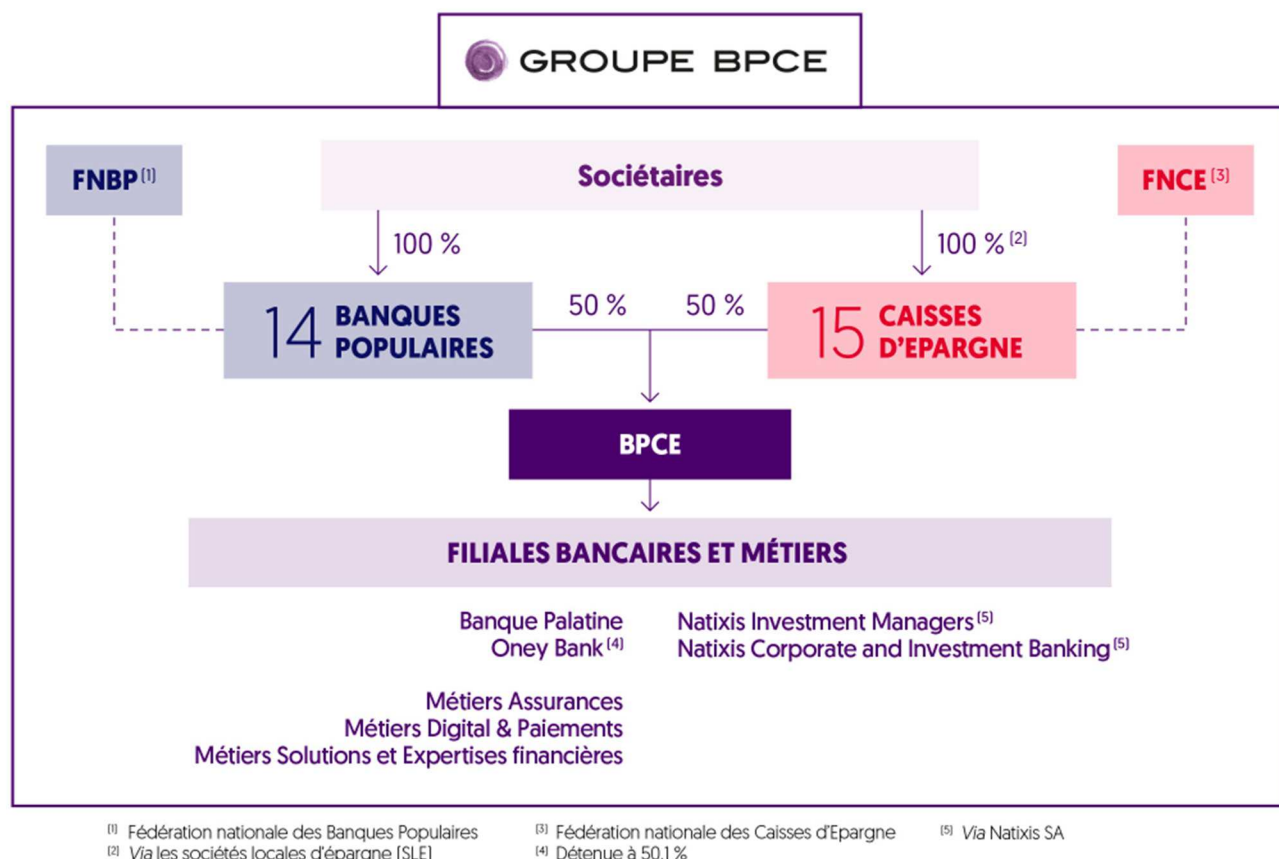 GROUPE BPCE
FNBP (1)
Sociétaires
FNCE (3)
100 %
100 % (2)
14 BANQUES
POPULAIRES
50 %
50 %
15 CAISSES
D'EPARGNE
BPCE
FILIALES BANCAIRES ET MÉTIERS
Banque Palatine
Oney Bank (4)
Métiers Assurances
Métiers Digital & Paiements
Métiers Solutions et Expertises financières
Natixis Investment Managers (5)
Natixis Corporate and Investment Banking (5)
(1) Fédération nationale des Banques Populaires
(2) Via les sociétés locales d'épargne (SLE)
(3) Fédération nationale des Caisses d'Epargne
(4) Détenue à 50,1 %
(5) Via Natixis SA